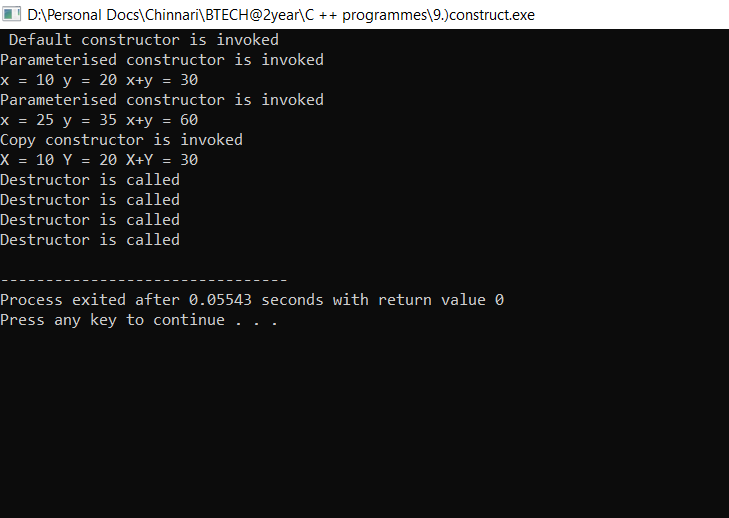 D:\Personal Docs\Chinnari\BTECH@2year\C ++ programmes\9.)construct.exe
Default constructor is invoked
Parameterised constructor is invoked
x = 10 y = 20 x+y = 30
Parameterised constructor is invoked
x = 25 y = 35 x+y = 60
Copy constructor is invoked
X = 10 Y = 20 X+Y = 30
Destructor is called
Destructor is called
Destructor is called
Destructor is called
--------------------------------
Process exited after 0.05543 seconds with return value 0
Press any key to continue . . .